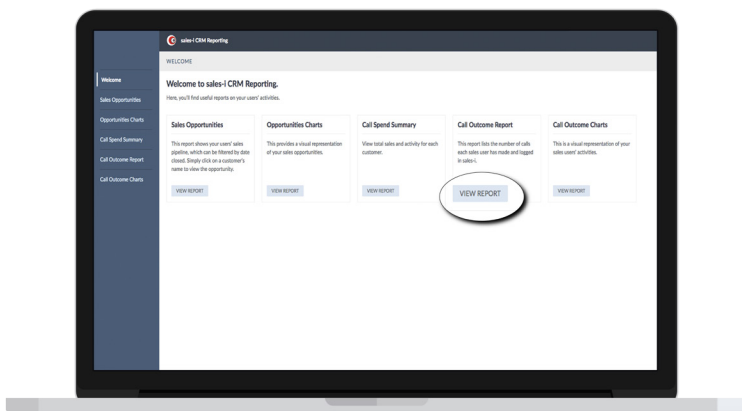 sales-i CRM Reporting
WELCOME
Welcome
Sales Opportunities
Opportunities Charts
Call Spend Summary
Call Outcome Report
Call Outcome Charts
Welcome to sales-i CRM Reporting.
Here, you'll find useful reports on your users' activities.
Sales Opportunities
This report shows your users' sales
pipeline, which can be filtered by date
closed. Simply click on a customer's
name to view the opportunity.
VIEW REPORT
Opportunities Charts
This provides a visual representation
of your sales opportunities.
VIEW REPORT
Call Spend Summary
View total sales and activity for each
customer.
VIEW REPORT
Call Outcome Report
This report lists the number of calls
each sales user has made and logged
in sales-i.
VIEW REPORT
Call Outcome Charts
This is a visual representation of your
sales users' activities.
VIEW REPORT